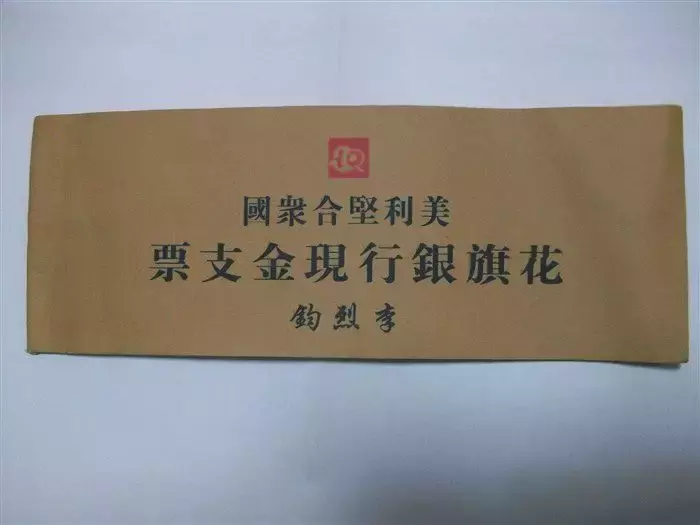 美利堅合衆國
花旗銀行現金支票
李烈鈞